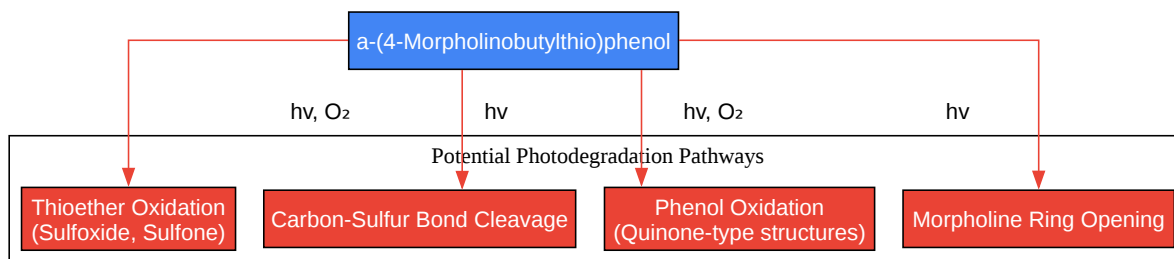 a-(4-Morpholinobutylthio)phenol
hv, O₂
hv
hv, O₂
hv
Potential Photodegradation Pathways
Thioether Oxidation
(Sulfoxide, Sulfone)
Carbon-Sulfur Bond Cleavage
Phenol Oxidation
(Quinone-type structures)
Morpholine Ring Opening